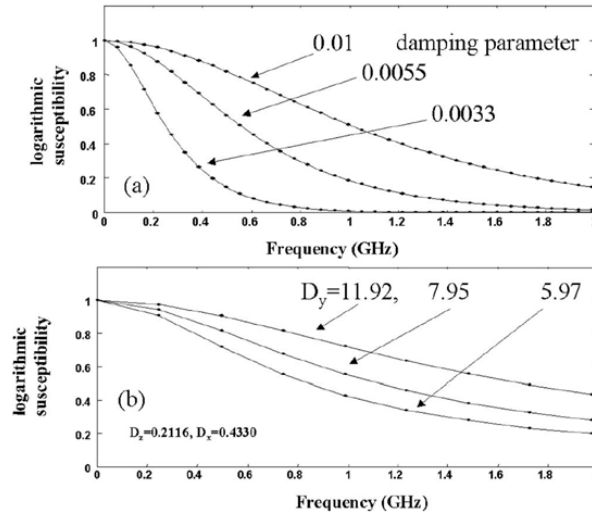 0.01 damping parameter
0.0055
0.0033
logarithmic
susceptibility
1
0.8
0.6
0.4
0.2
0
(a)
0 0.2 0.4 0.6 0.8 1 1.2 1.4 1.6 1.8
Frequency (GHz)
D_y=11.92, 7.95 5.97
logarithmic
susceptibility
1
0.8
0.6
0.4
0.2
0
(b)
D_z=0.2116, D_x=0.4330
0 0.2 0.4 0.6 0.8 1 1.2 1.4 1.6 1.8
Frequency (GHz)